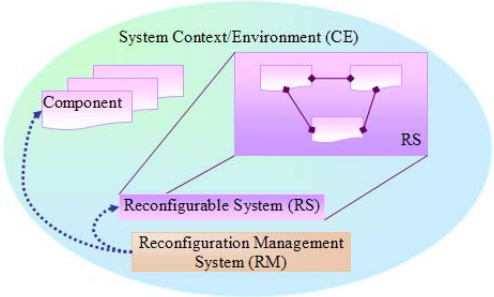 System Context/Environment (CE)
Component
RS
Reconfigurable System (RS)
Reconfiguration Management
System (RM)